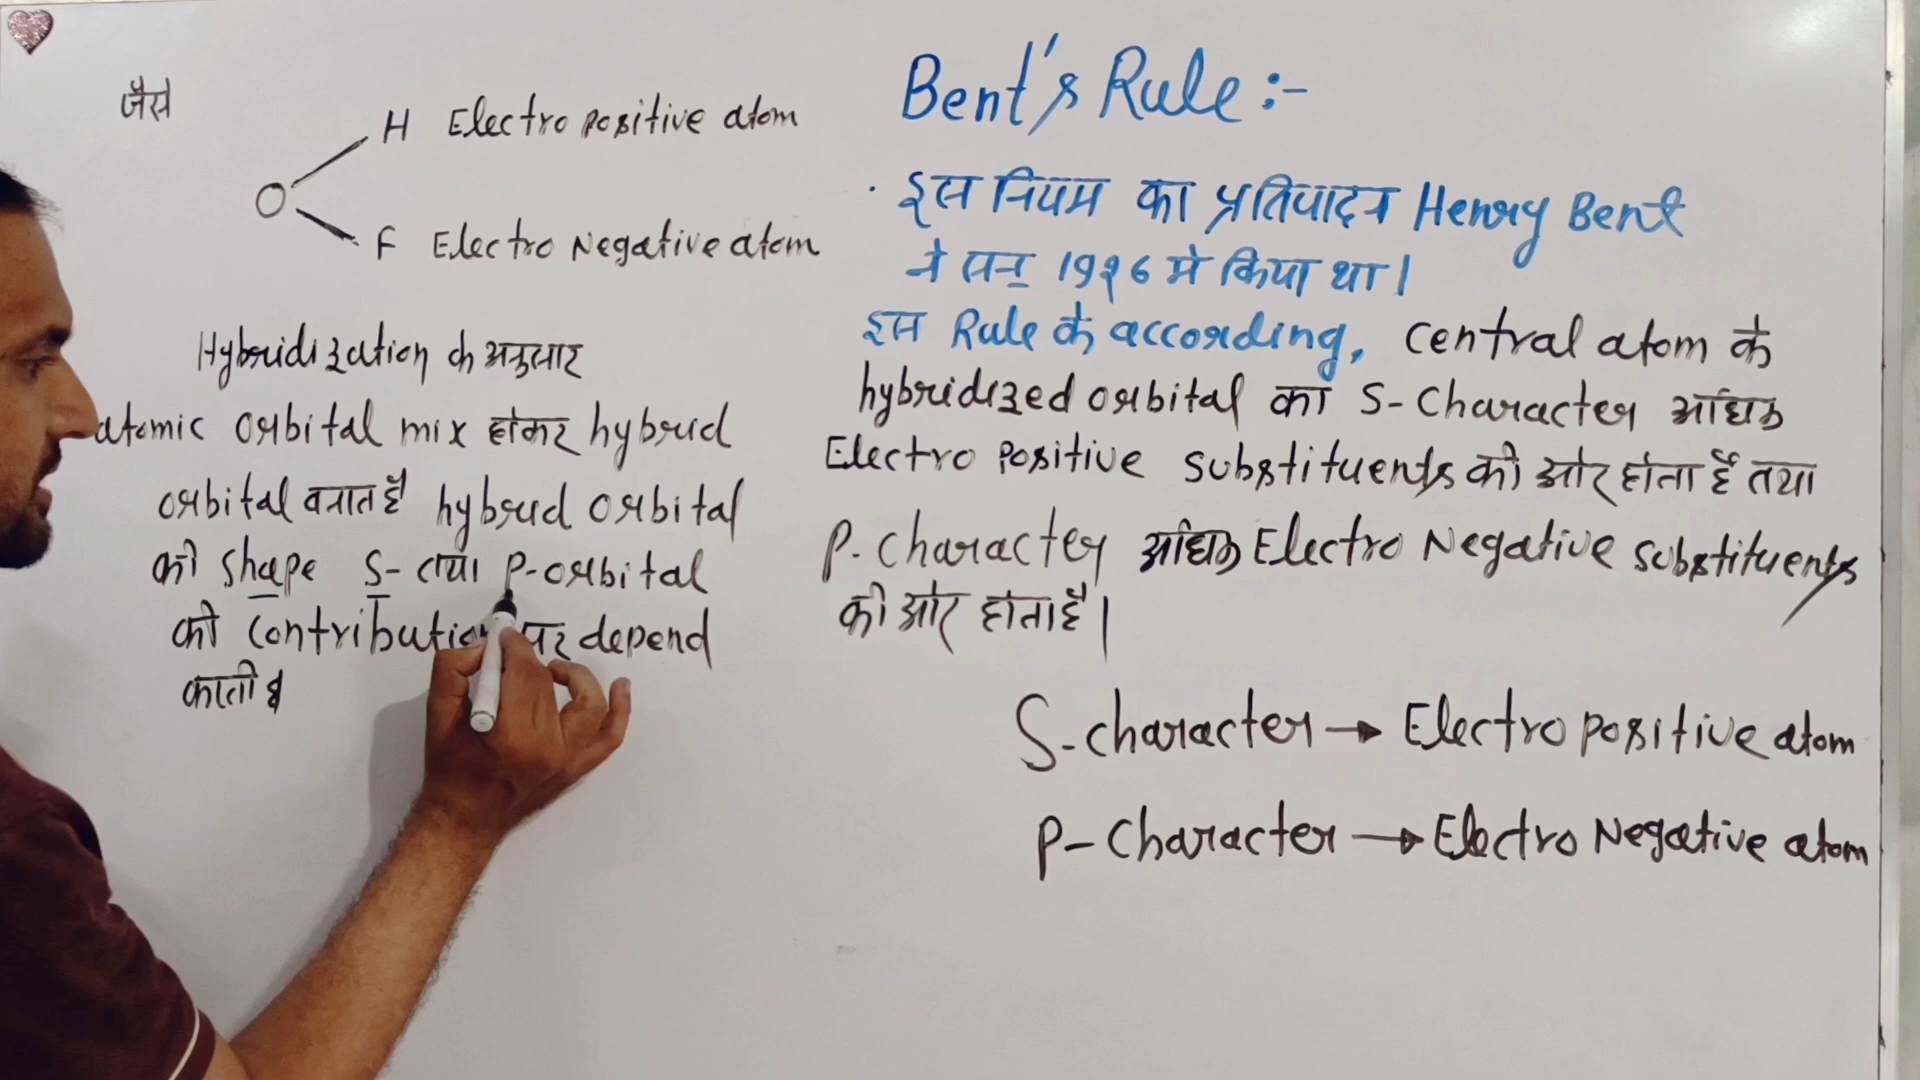 Bent's Rule :-
• इस नियम का प्रतिपादन Henry Bent
ने सन् 1926 मे किया था।
इस Rule के according, central atom के
hybridized orbital का S-Character अधिक
Electro Positive substituents की ओर होता है तथा
P-Character अधिक Electro Negative substituents
की ओर होता है।
S-character → Electro positive atom
P-Character → Electro Negative atom
जैसे
H Electro positive atom
O
F Electro Negative atom
Hybridization के अनुसार
atomic orbital mix होकर hybrid
orbital बनाते है hybrid orbital
की shape S- तथा P-orbital
की Contribution पर depend
करती है